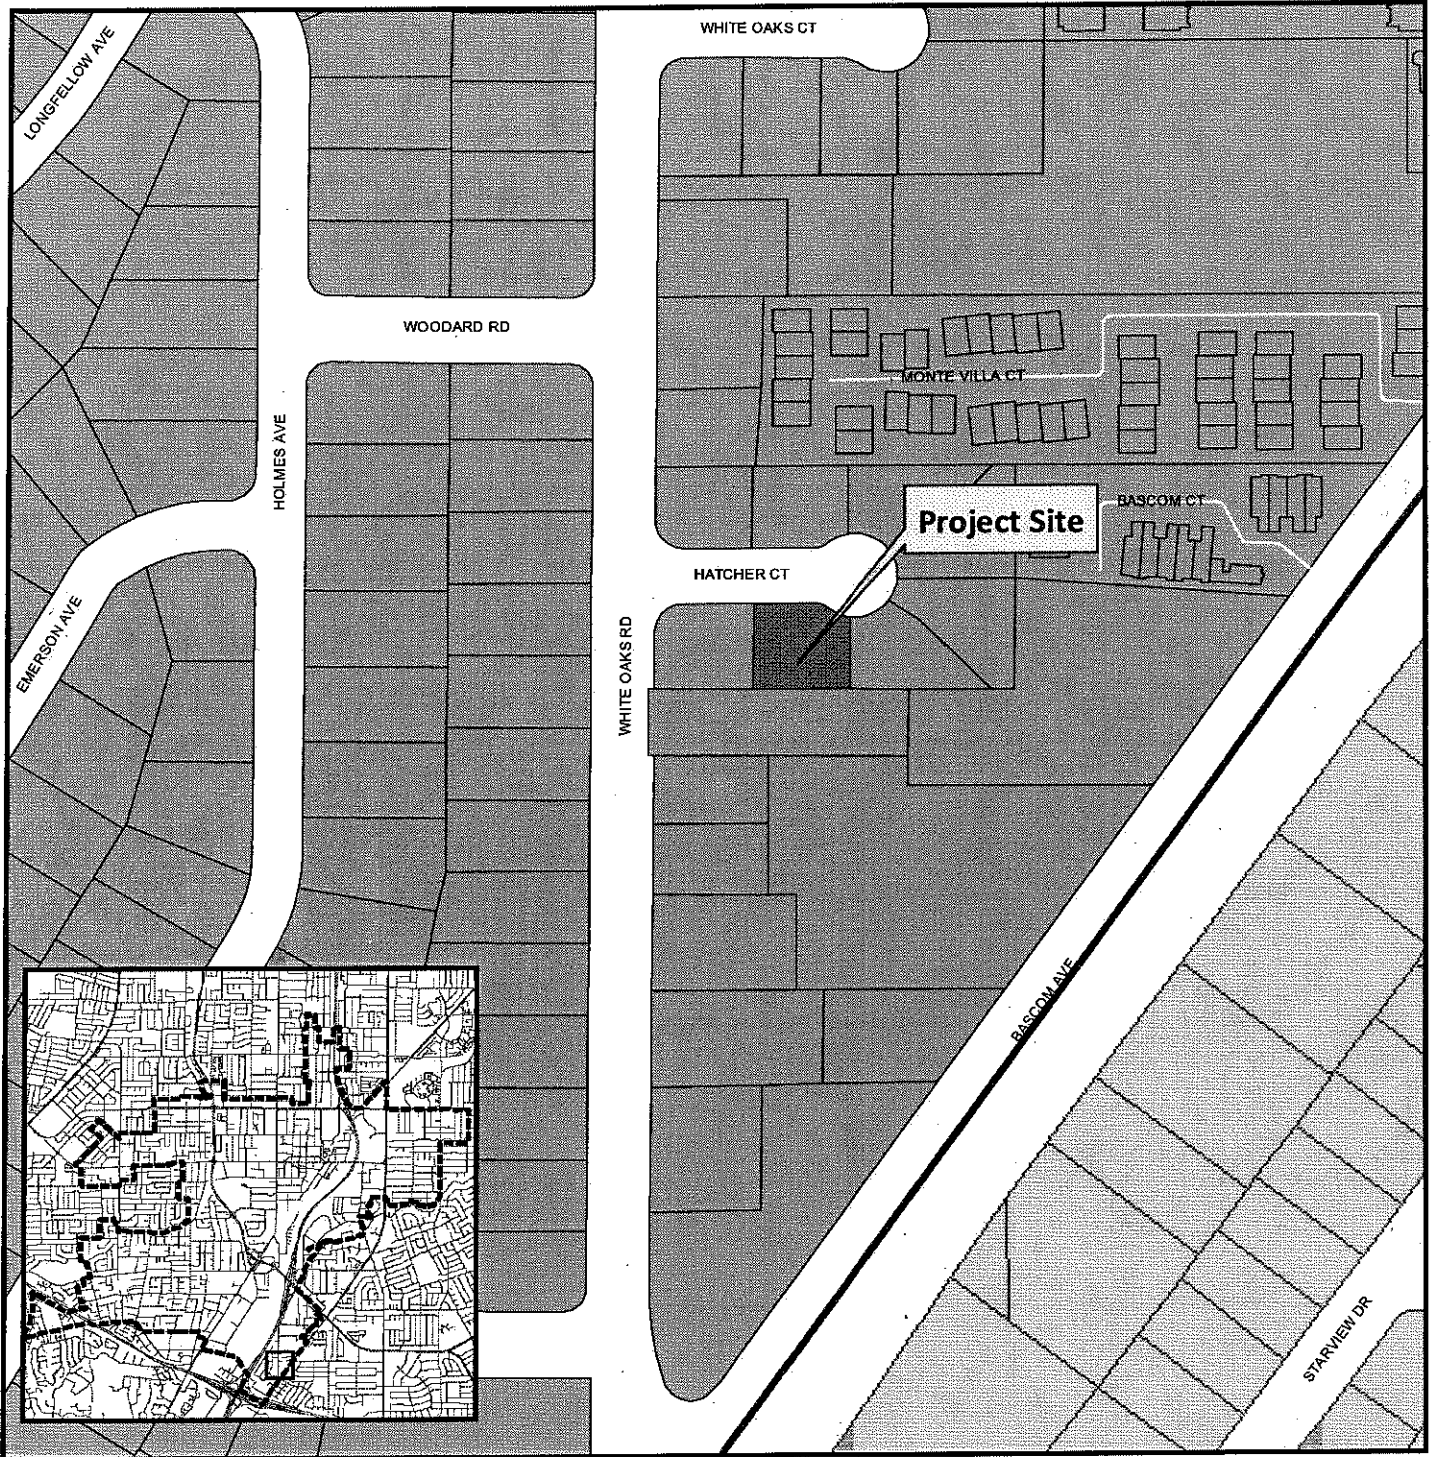 WHITE OAKS CT
LONGFELLOW AVE
WOODARD RD
MONTE VILLA CT
HOLMES AVE
BASCOM CT
Project Site
HATCHER CT
EMERSON AVE
WHITE OAKS RD
BASCOM AVE
STARVIEW DR